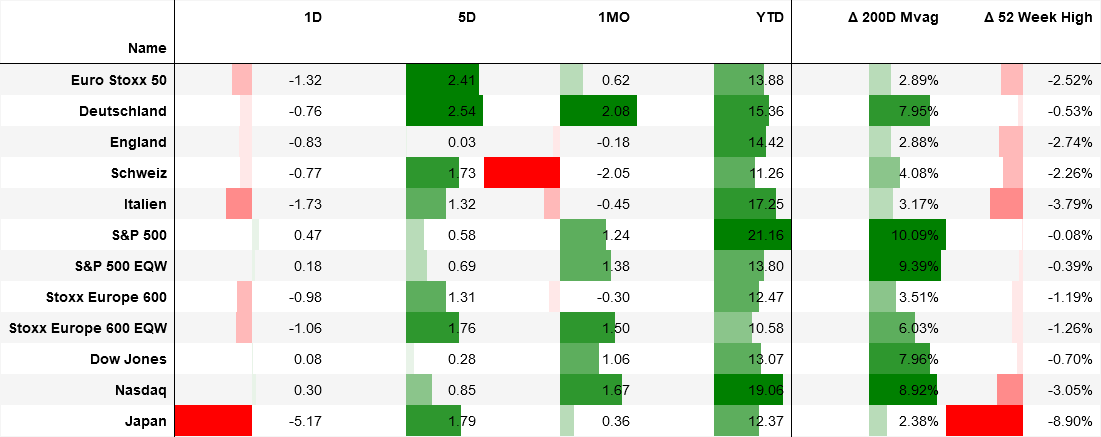 1D 5D 1MO YTD Δ 200D Mvag Δ 52 Week High
Name
Euro Stoxx 50 -1.32 2.41 0.62 13.88 2.89% -2.52%
Deutschland -0.76 2.54 2.08 15.36 7.95% -0.53%
England -0.83 0.03 -0.18 14.42 2.88% -2.74%
Schweiz -0.77 1.73 -2.05 11.26 4.08% -2.26%
Italien -1.73 1.32 -0.45 17.25 3.17% -3.79%
S&P 500 0.47 0.58 1.24 21.16 10.09% -0.08%
S&P 500 EQW 0.18 0.69 1.38 13.80 9.39% -0.39%
Stoxx Europe 600 -0.98 1.31 -0.30 12.47 3.51% -1.19%
Stoxx Europe 600 EQW -1.06 1.76 1.50 10.58 6.03% -1.26%
Dow Jones 0.08 0.28 1.06 13.07 7.96% -0.70%
Nasdaq 0.30 0.85 1.67 19.06 8.92% -3.05%
Japan -5.17 1.79 0.36 12.37 2.38% -8.90%